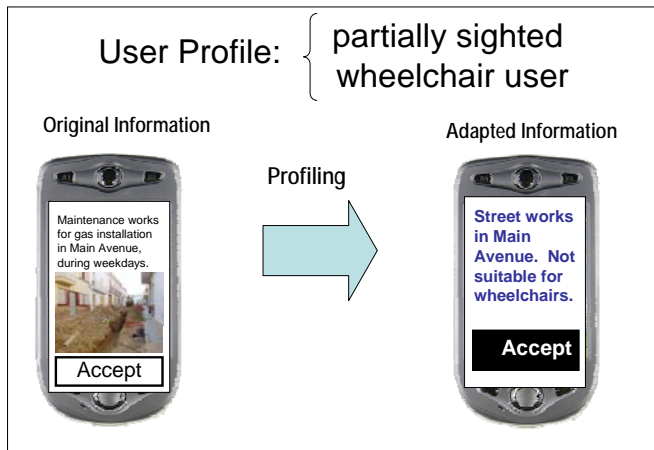 User Profile: partially sighted
wheelchair user
Original Information
Adapted Information
Profiling
Maintenance works
for gas installation
in Main Avenue,
during weekdays.
Accept
Street works
in Main
Avenue. Not
suitable for
wheelchairs.
Accept